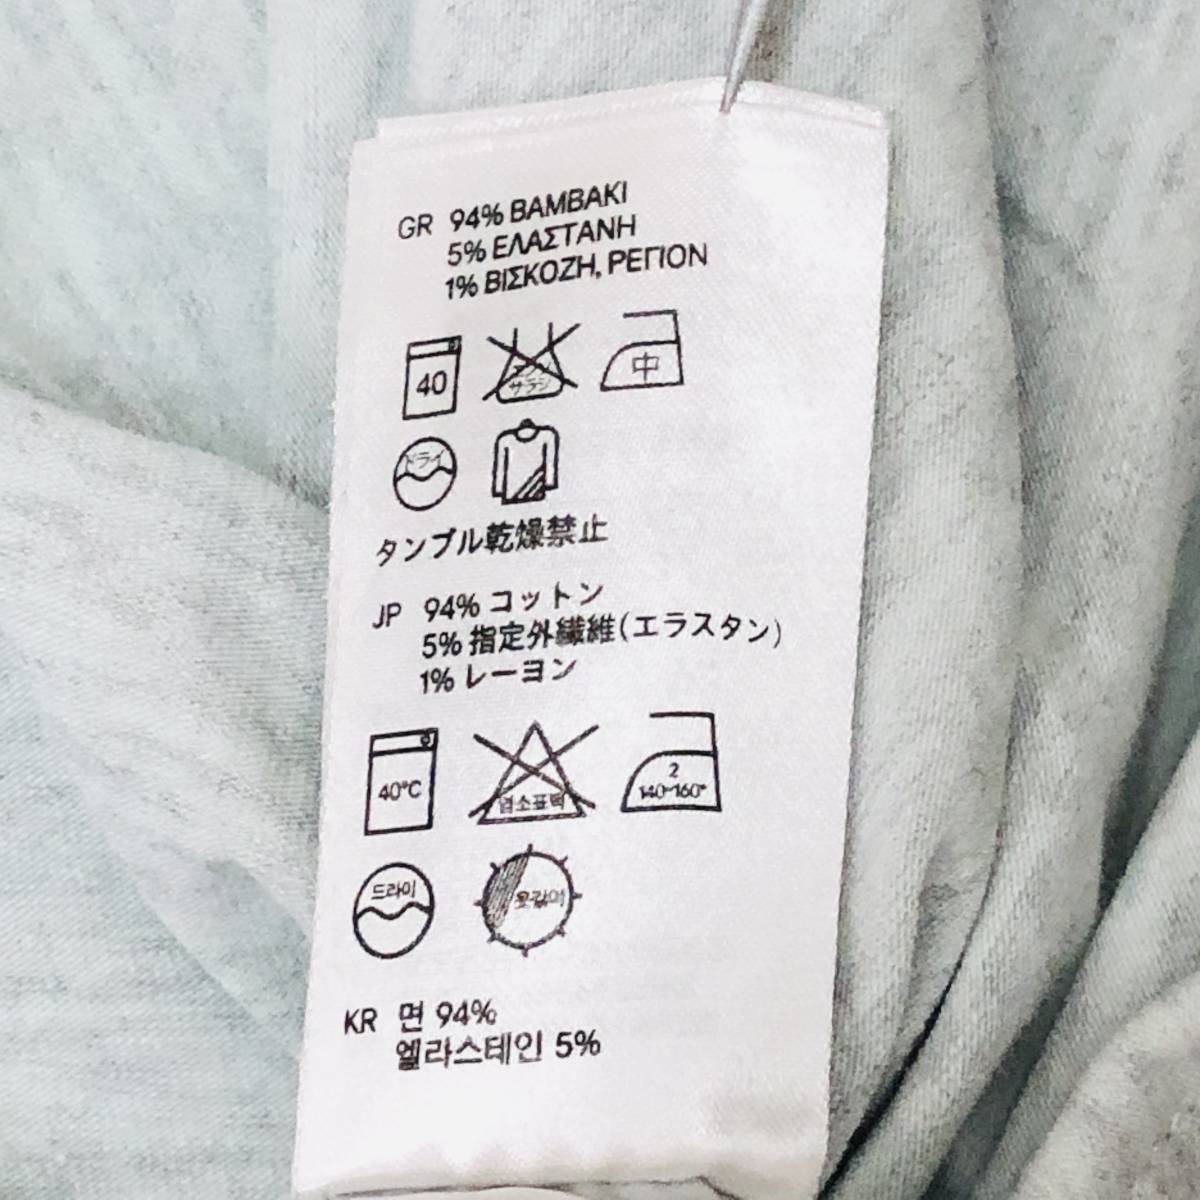 GR 94% ΒΑΜΒΑΚΙ
5% ΕΛΑΣΤΑΝΗ
1% ΒΙΣΚΟΖΗ, ΡΕΓΙΟΝ
40
エンソ
サラシ
中
ドライ
タンブル乾燥禁止
JP 94% コットン
5% 指定外繊維(エラスタン)
1% レーヨン
40°C
염소표백
2
140~160°
드라이
옷걸이
KR 면 94%
엘라스테인 5%